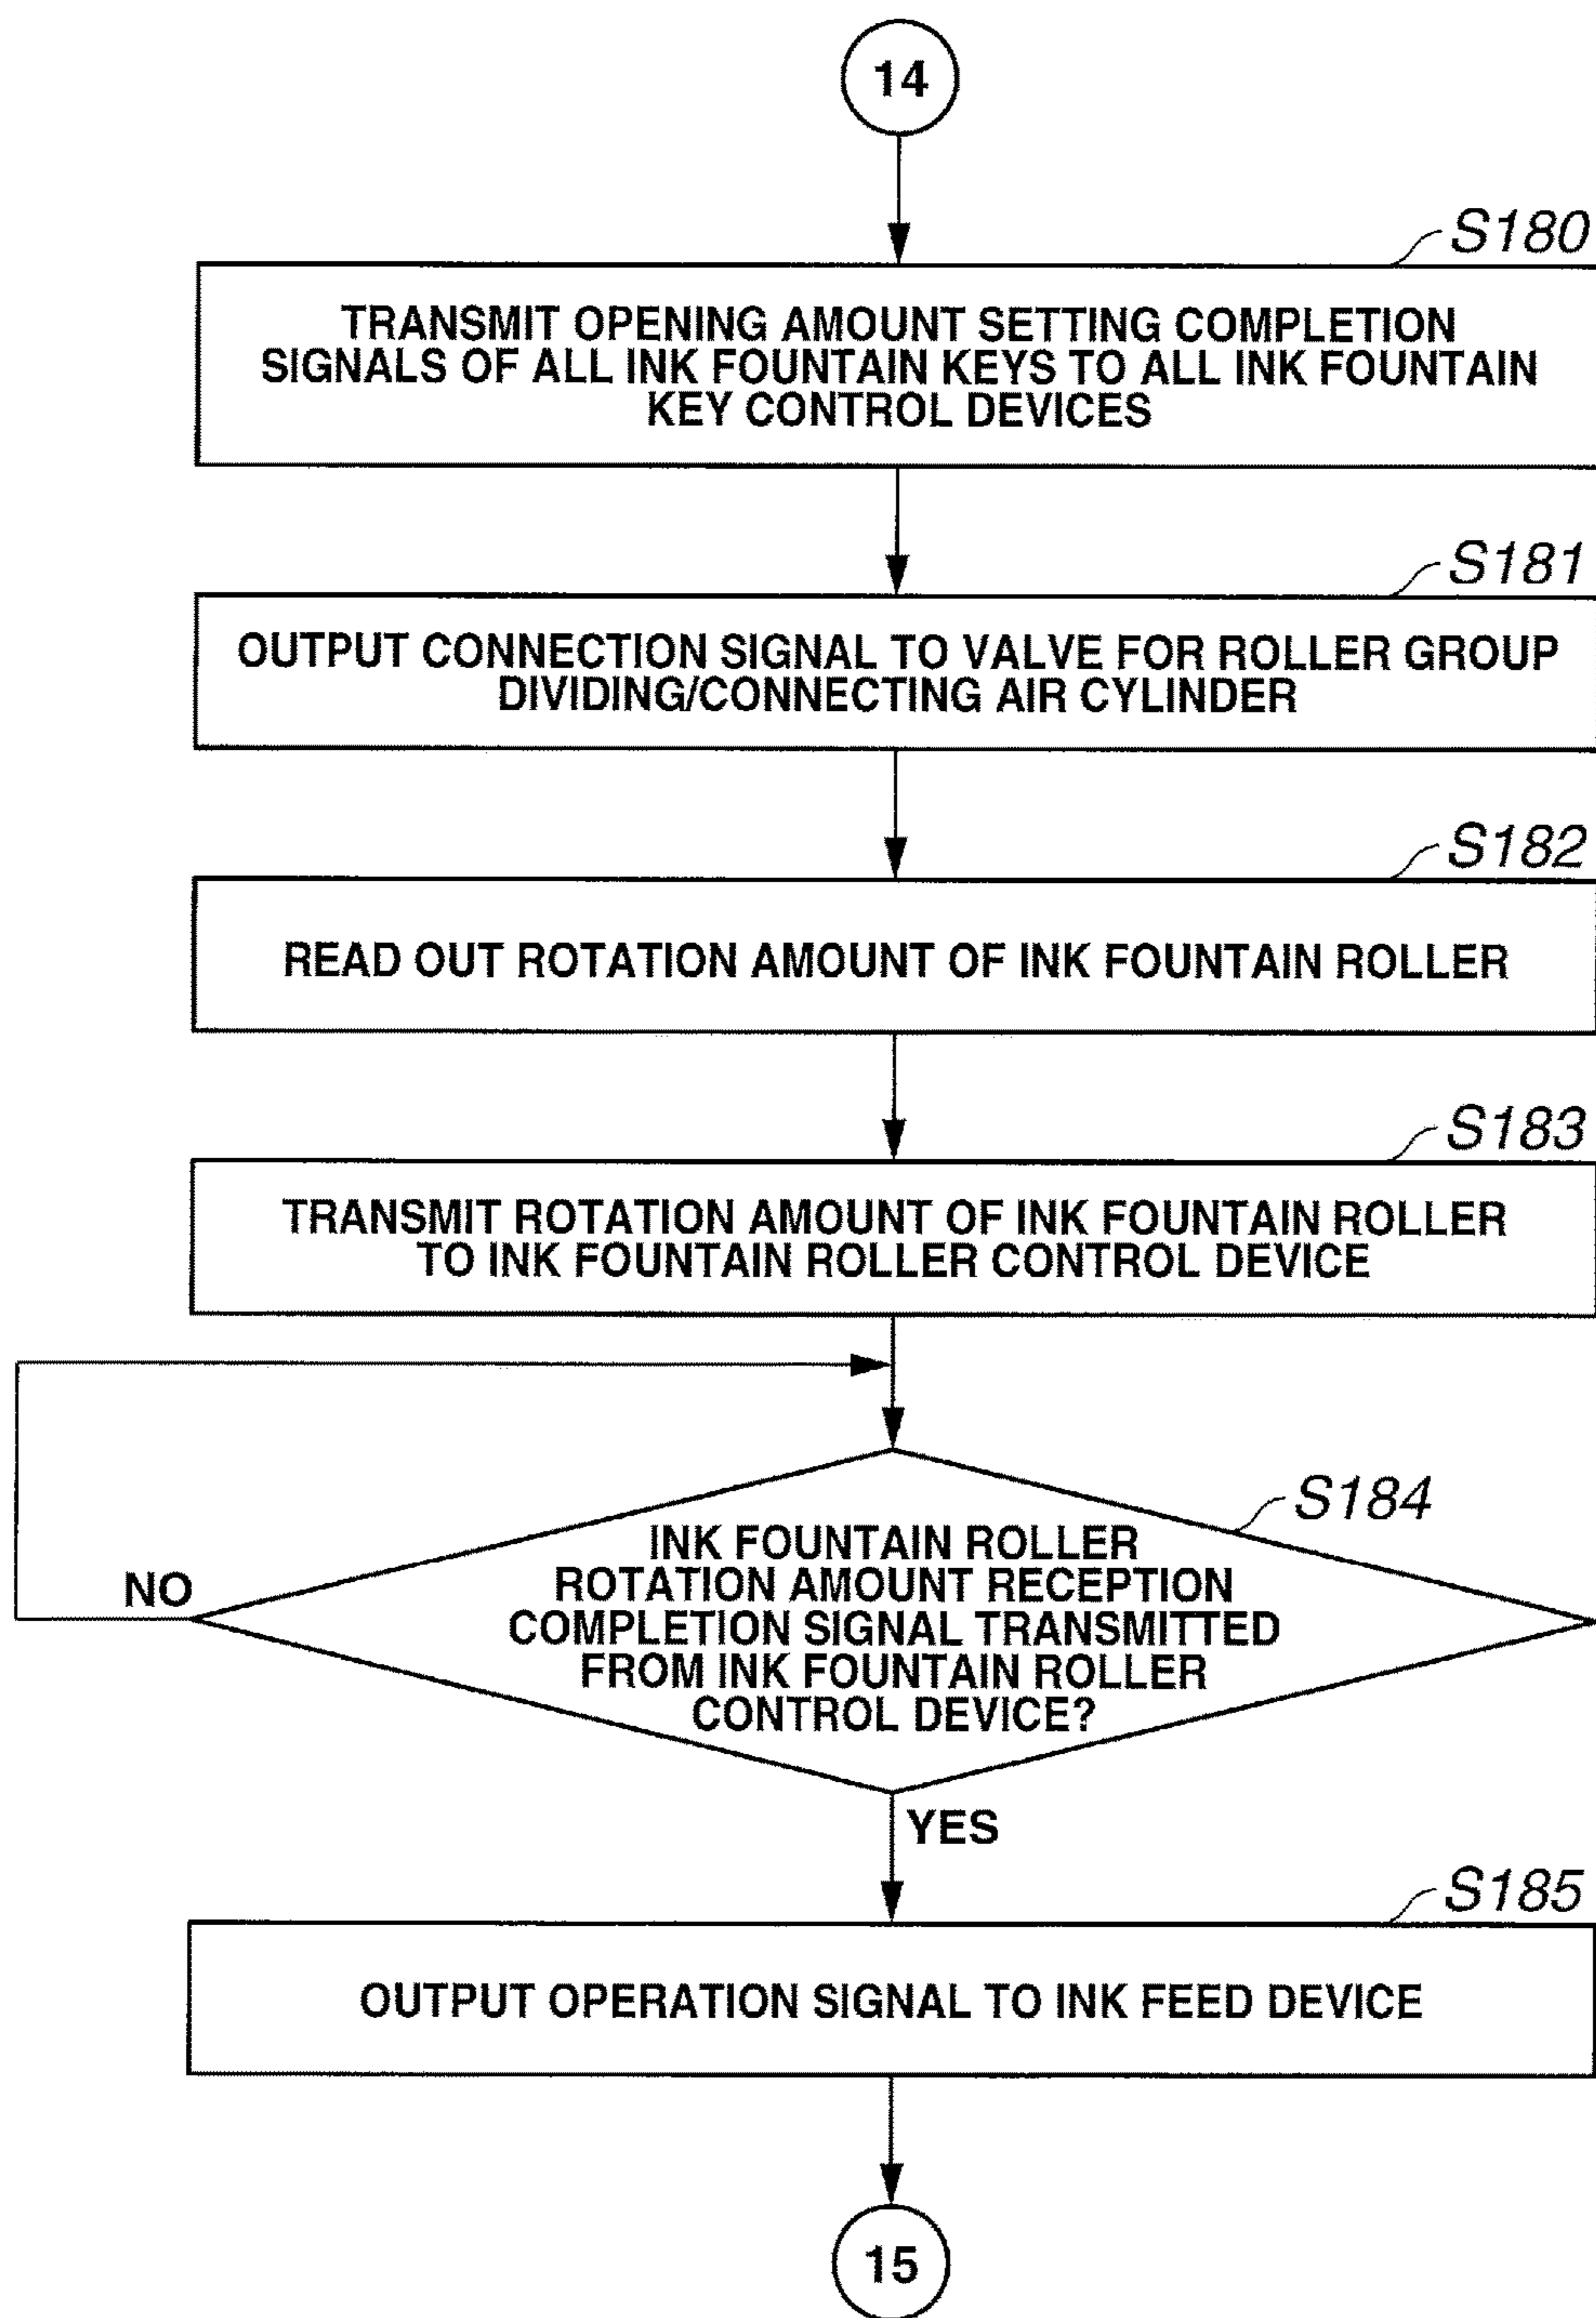 14
S180
TRANSMIT OPENING AMOUNT SETTING COMPLETION
SIGNALS OF ALL INK FOUNTAIN KEYS TO ALL INK FOUNTAIN
KEY CONTROL DEVICES
S181
OUTPUT CONNECTION SIGNAL TO VALVE FOR ROLLER GROUP
DIVIDING/CONNECTING AIR CYLINDER
S182
READ OUT ROTATION AMOUNT OF INK FOUNTAIN ROLLER
S183
TRANSMIT ROTATION AMOUNT OF INK FOUNTAIN ROLLER
TO INK FOUNTAIN ROLLER CONTROL DEVICE
S184
INK FOUNTAIN ROLLER
ROTATION AMOUNT RECEPTION
COMPLETION SIGNAL TRANSMITTED
FROM INK FOUNTAIN ROLLER
CONTROL DEVICE?
NO
YES
S185
OUTPUT OPERATION SIGNAL TO INK FEED DEVICE
15